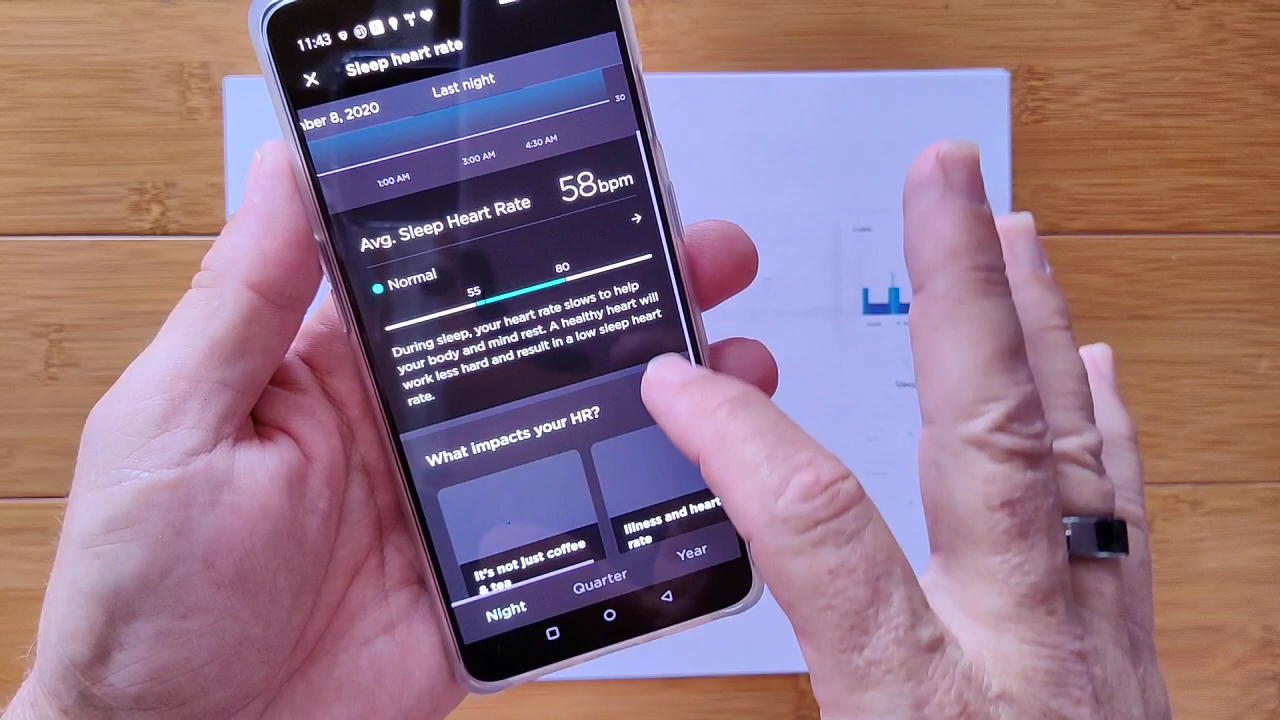 11:43
Sleep heart rate
ber 8, 2020
Last night
30
1:00 AM
3:00 AM
4:30 AM
Avg. Sleep Heart Rate
58 bpm
Normal
55
80
During sleep, your heart rate slows to help
your body and mind rest. A healthy heart will
work less hard and result in a low sleep heart
rate.
What impacts your HR?
It's not just coffee
& tea
Illness and heart
rate
Night
Quarter
Year